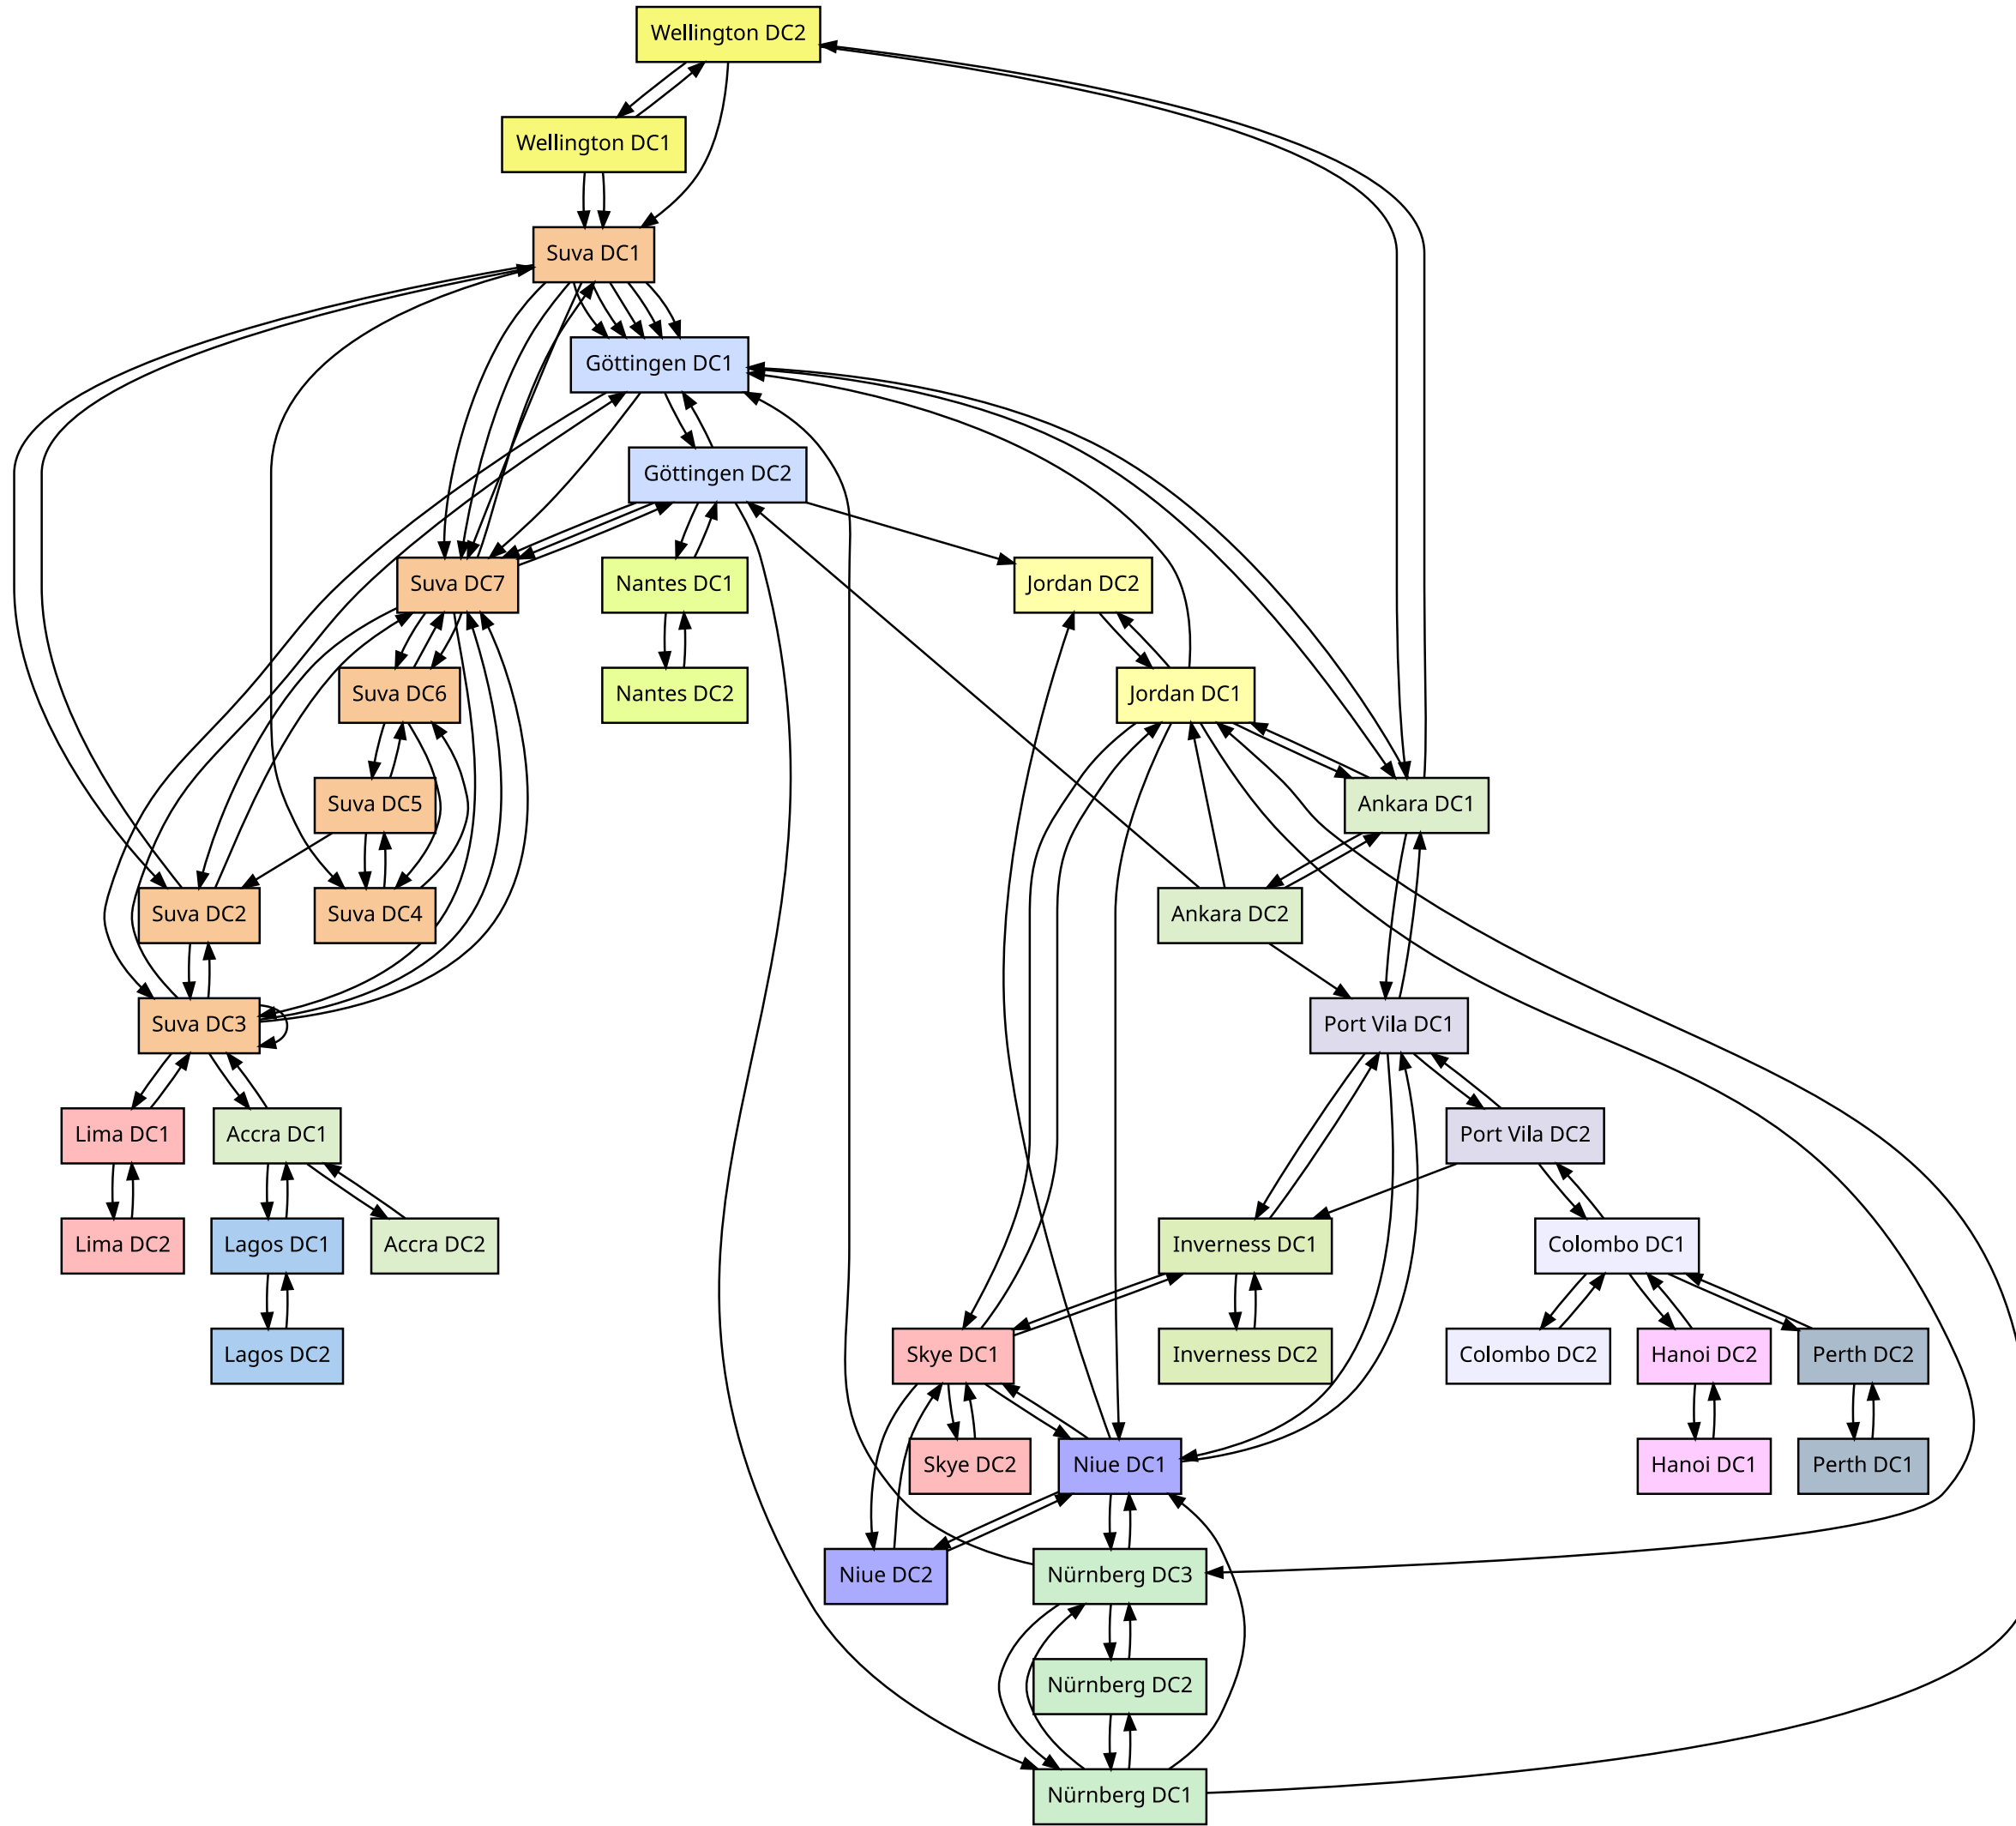 Wellington DC2
Wellington DC1
Suva DC1
Göttingen DC1
Göttingen DC2
Suva DC7
Nantes DC1
Jordan DC2
Suva DC6
Nantes DC2
Jordan DC1
Suva DC5
Ankara DC1
Suva DC2
Suva DC4
Ankara DC2
Suva DC3
Port Vila DC1
Lima DC1
Accra DC1
Port Vila DC2
Lima DC2
Lagos DC1
Accra DC2
Inverness DC1
Colombo DC1
Lagos DC2
Skye DC1
Inverness DC2
Colombo DC2
Hanoi DC2
Perth DC2
Skye DC2
Niue DC1
Hanoi DC1
Perth DC1
Niue DC2
Nürnberg DC3
Nürnberg DC2
Nürnberg DC1